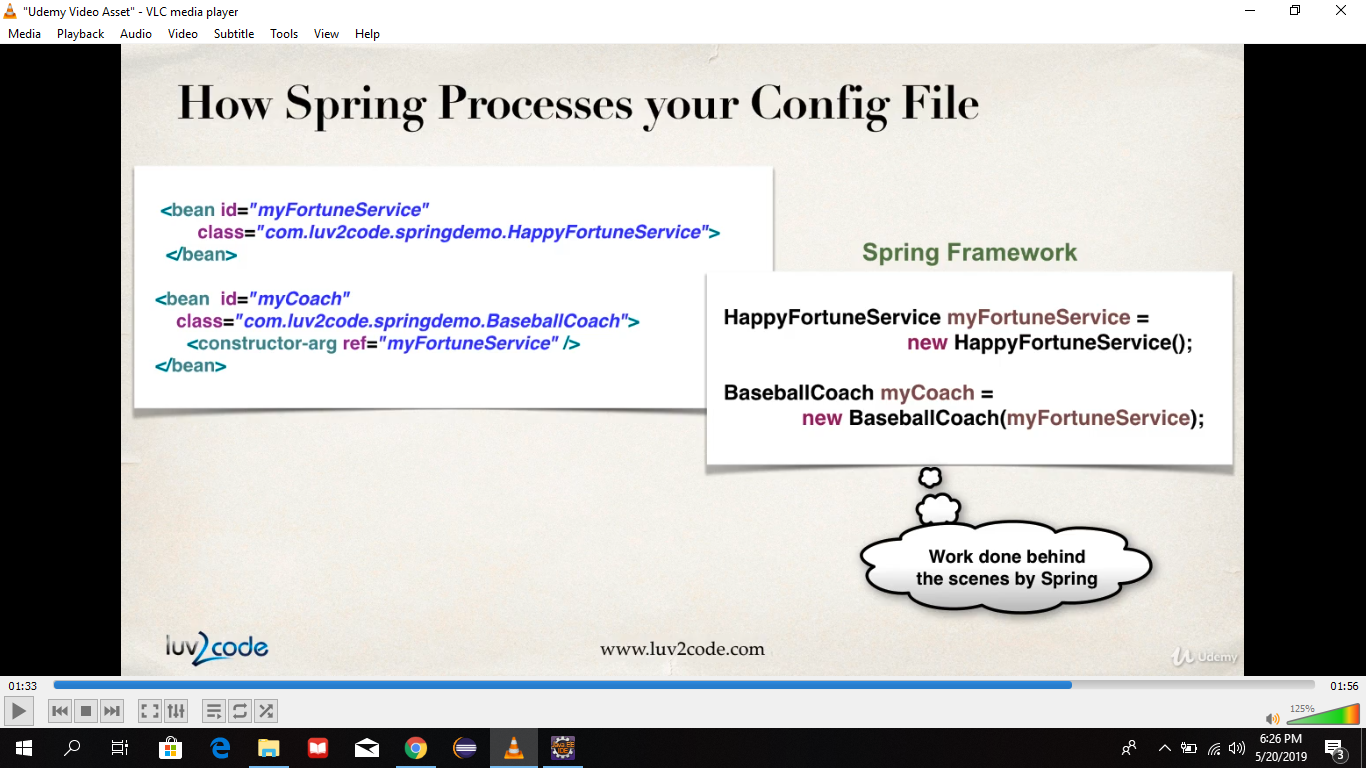 "Udemy Video Asset" - VLC media player
Media Playback Audio Video Subtitle Tools View Help
How Spring Processes your Config File
<bean id="myFortuneService"
class="com.luv2code.springdemo.HappyFortuneService">
</bean>
<bean id="myCoach"
class="com.luv2code.springdemo.BaseballCoach">
<constructor-arg ref="myFortuneService" />
</bean>
Spring Framework
HappyFortuneService myFortuneService =
new HappyFortuneService();
BaseballCoach myCoach =
new BaseballCoach(myFortuneService);
Work done behind
the scenes by Spring
luv2code
www.luv2code.com
Udemy
01:33
01:56
125%
6:26 PM
5/20/2019
3